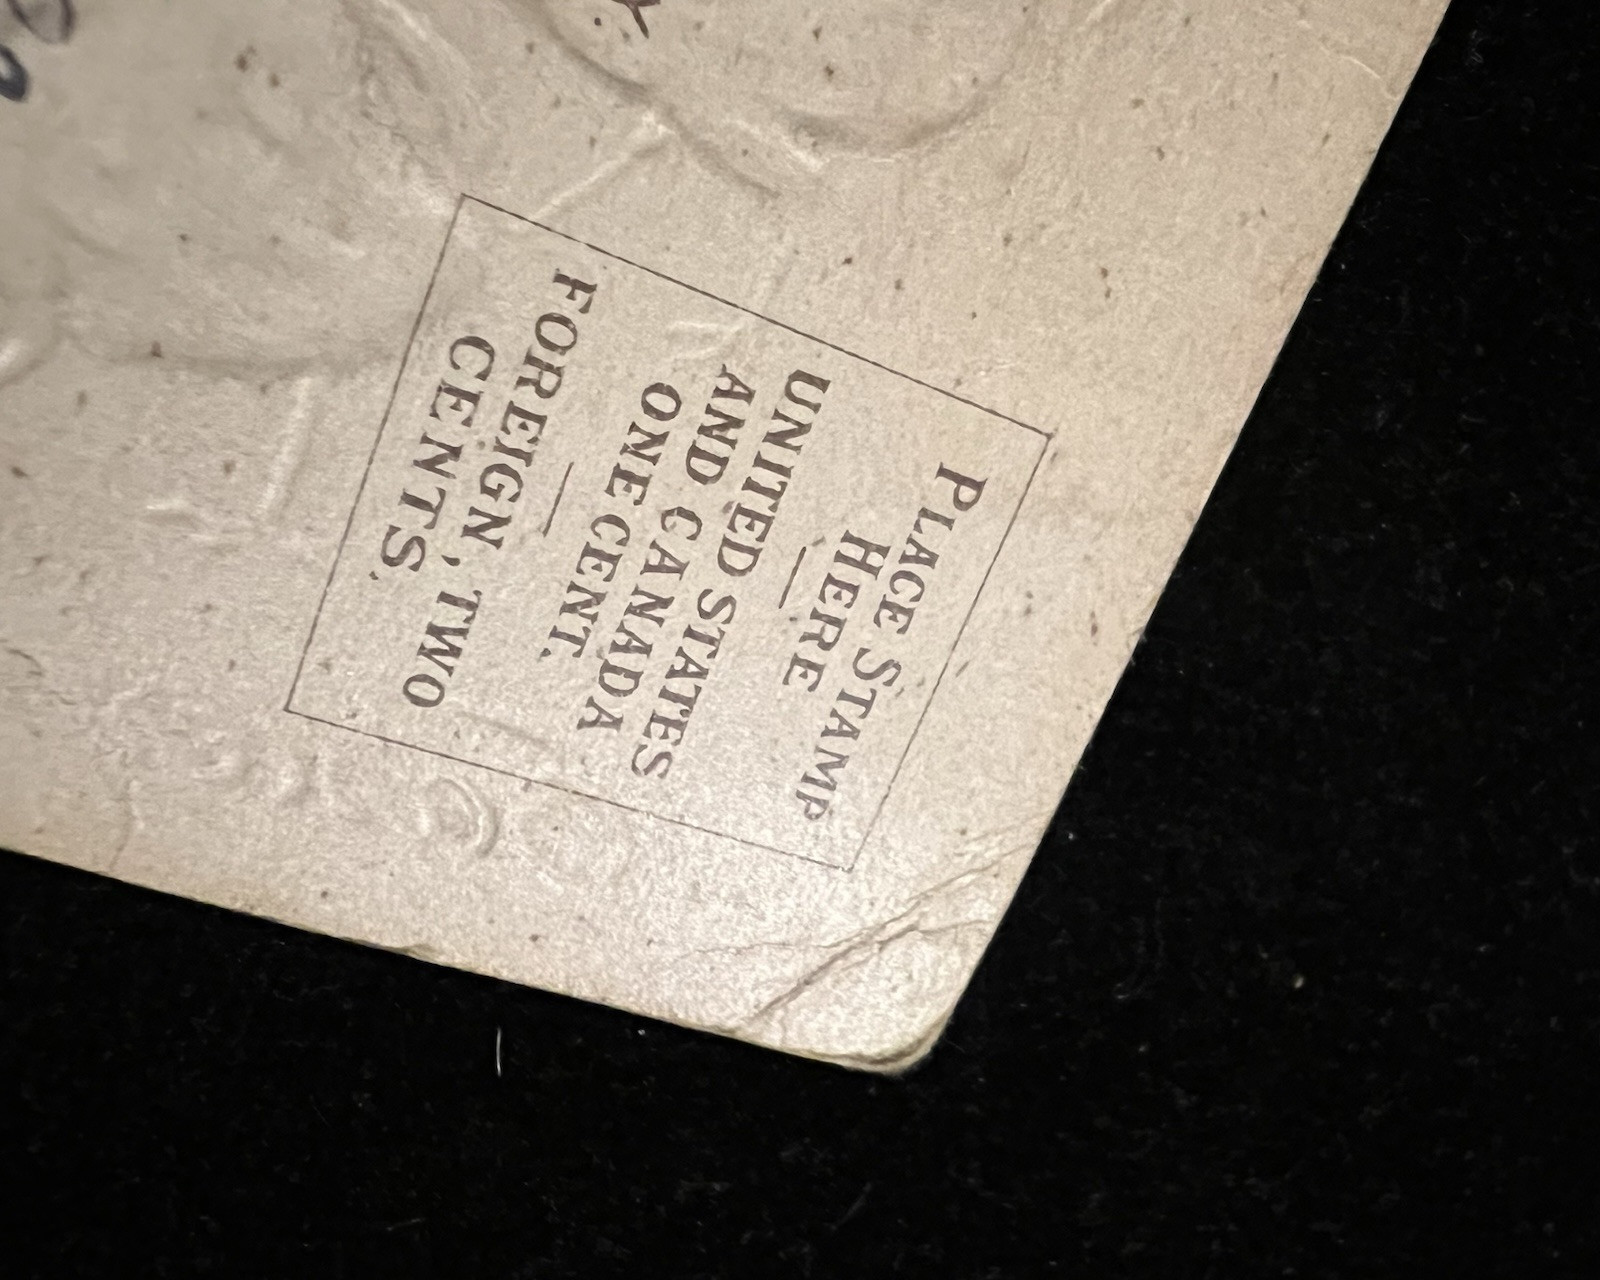 PLACE STAMP
HERE
UNITED STATES
AND CANADA
ONE CENT.
FOREIGN, TWO
CENTS.